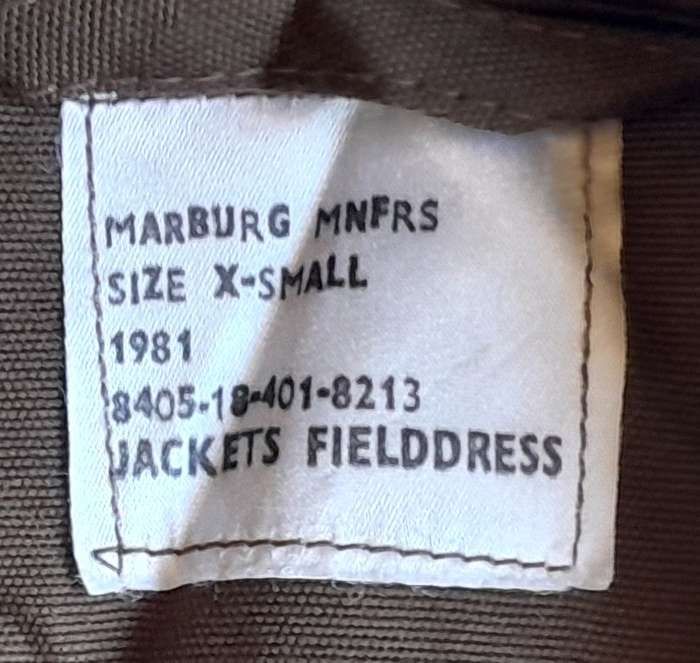 MARBURG MNFRS
SIZE X-SMALL
1981
8405-18-401-8213
JACKETS FIELDDRESS